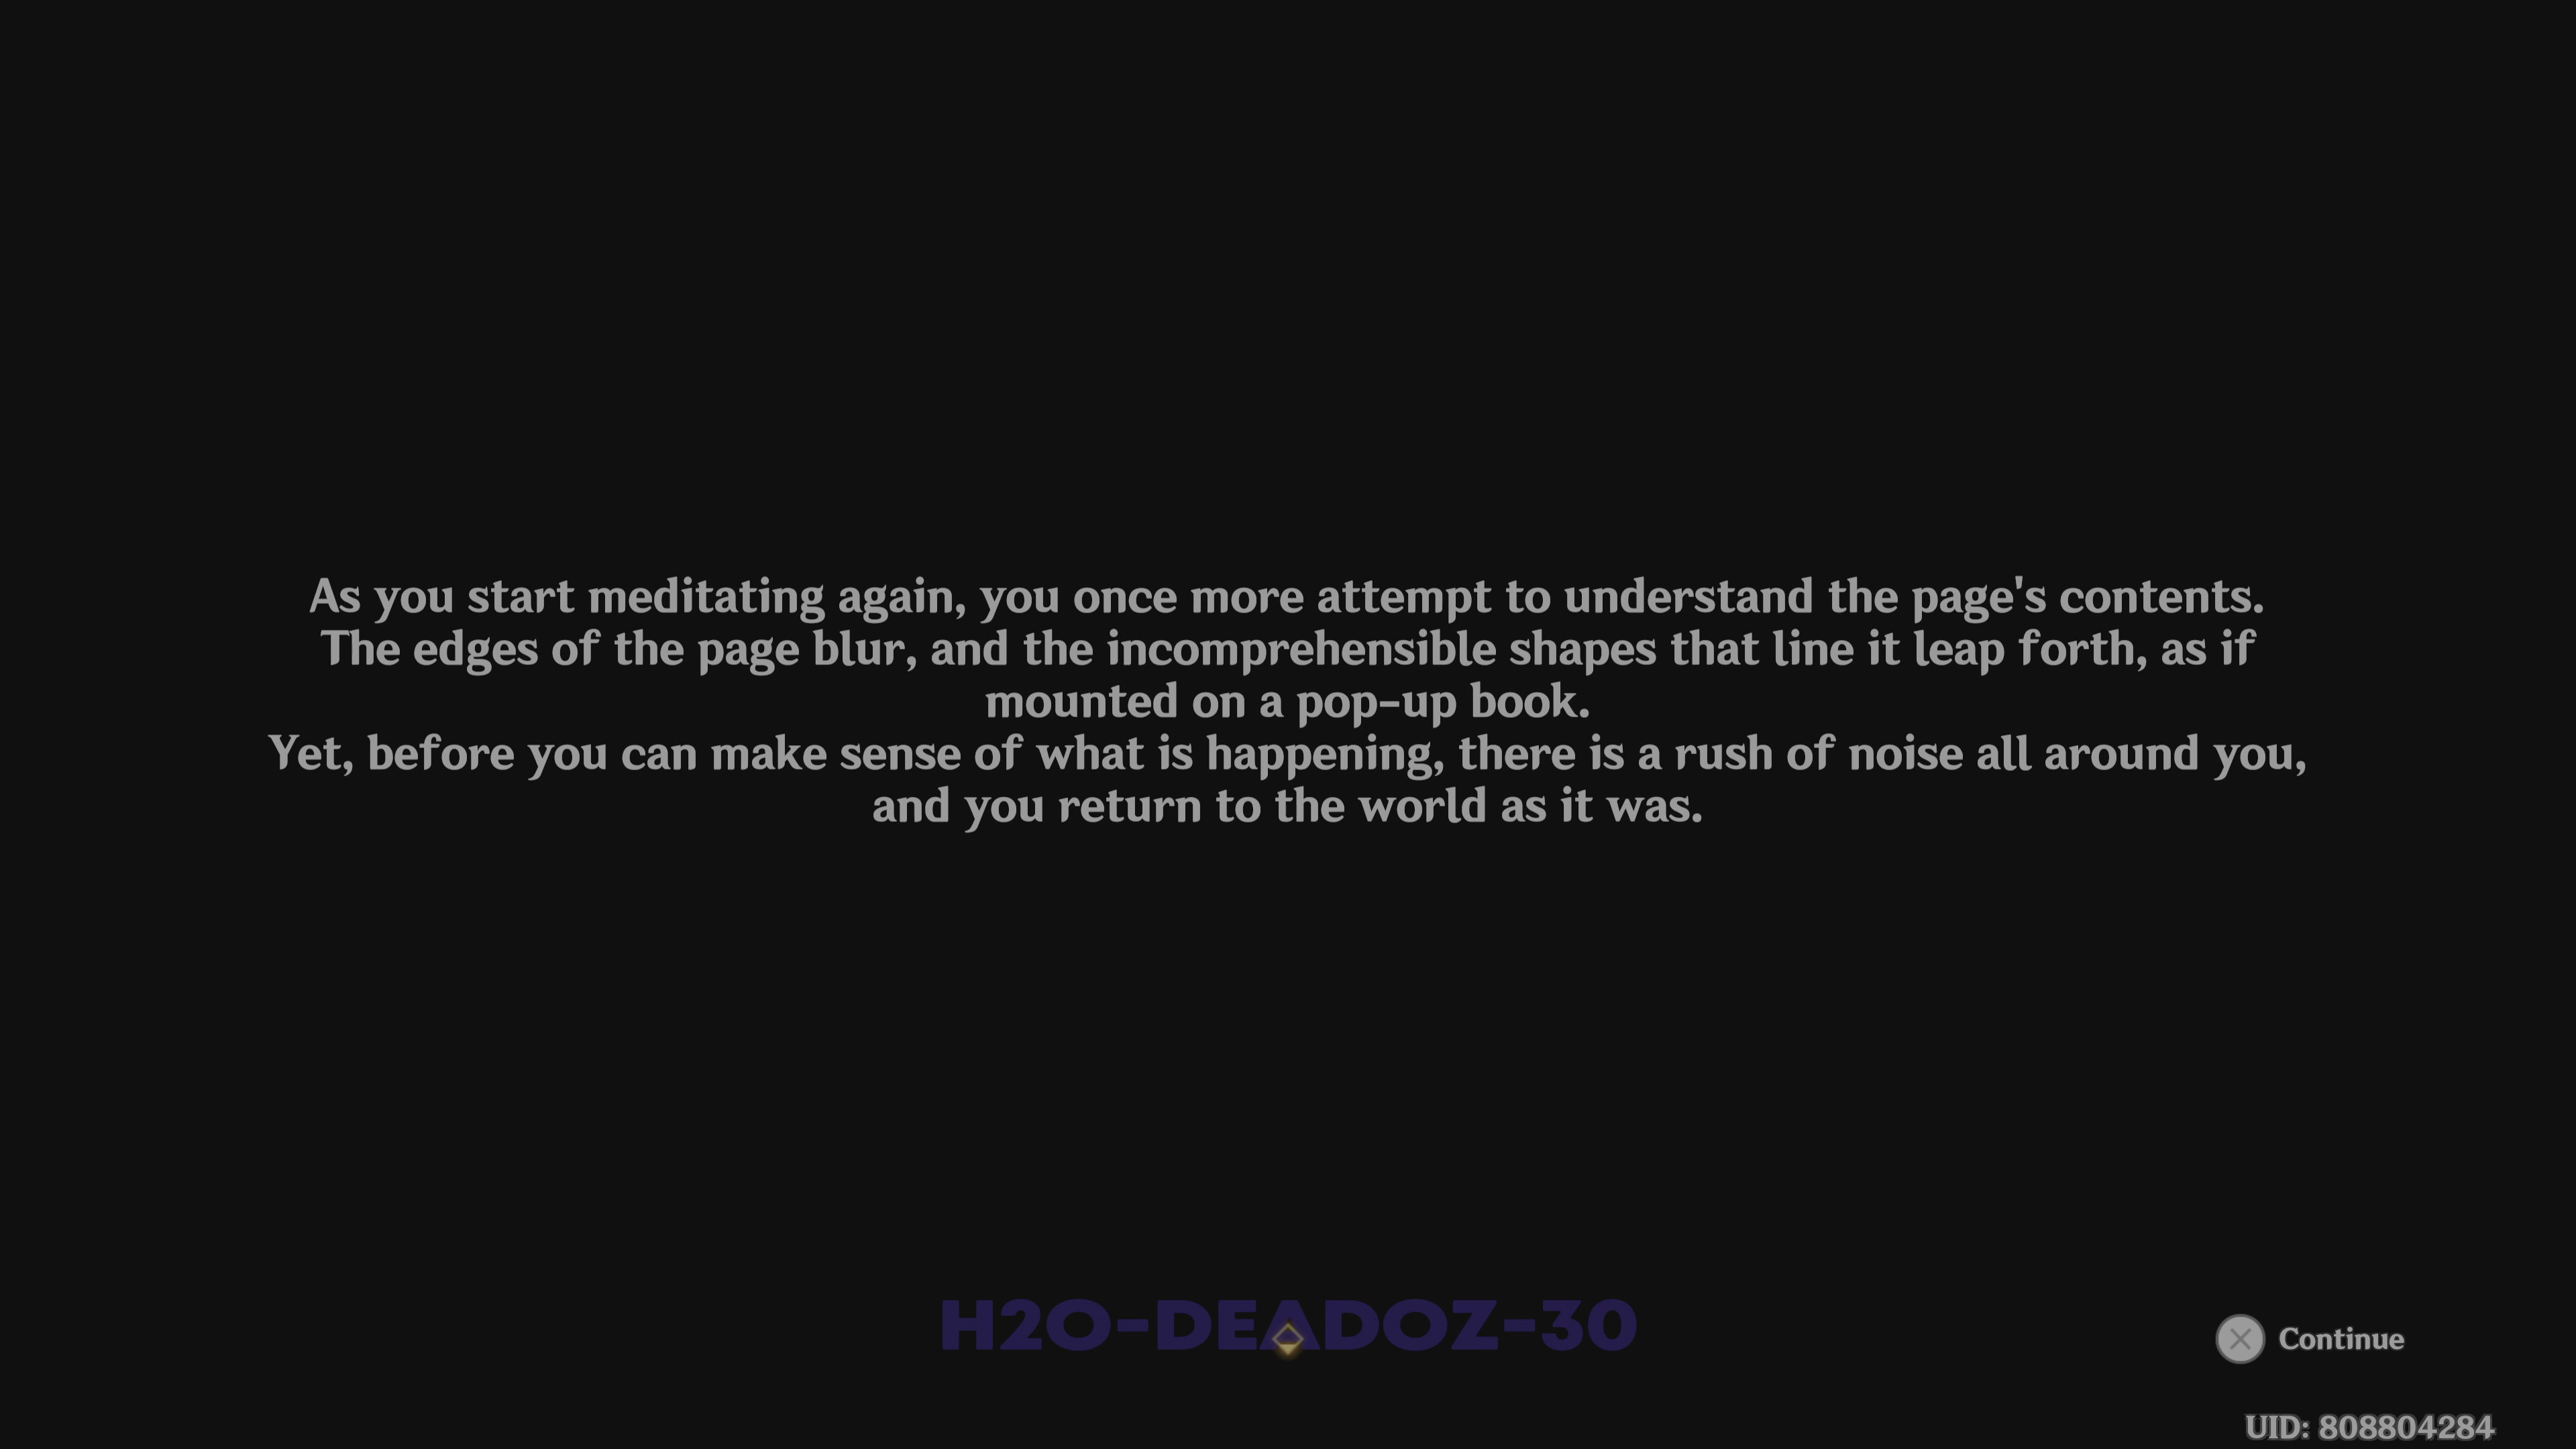 As you start meditating again, you once more attempt to understand the page's contents.
The edges of the page blur, and the incomprehensible shapes that line it leap forth, as if
mounted on a pop-up book.
Yet, before you can make sense of what is happening, there is a rush of noise all around you,
and you return to the world as it was.
H2O-DEADOZ-30
Continue
UID: 808804284